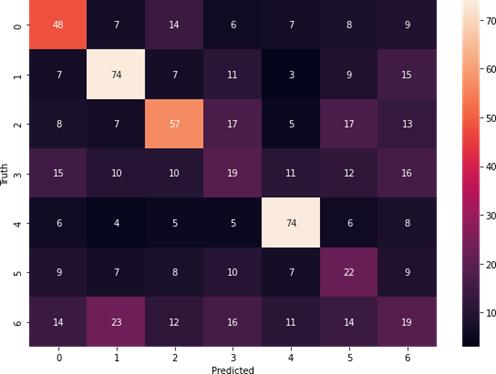 0 48 7 14 6 7 8 9
1 7 74 7 11 3 9 15
2 8 7 57 17 5 17 13
3 15 10 10 19 11 12 16
4 6 4 5 5 74 6 8
5 9 7 8 10 7 22 9
6 14 23 12 16 11 14 19
0 1 2 3 4 5 6
Predicted
Truth
70
60
50
40
30
20
10